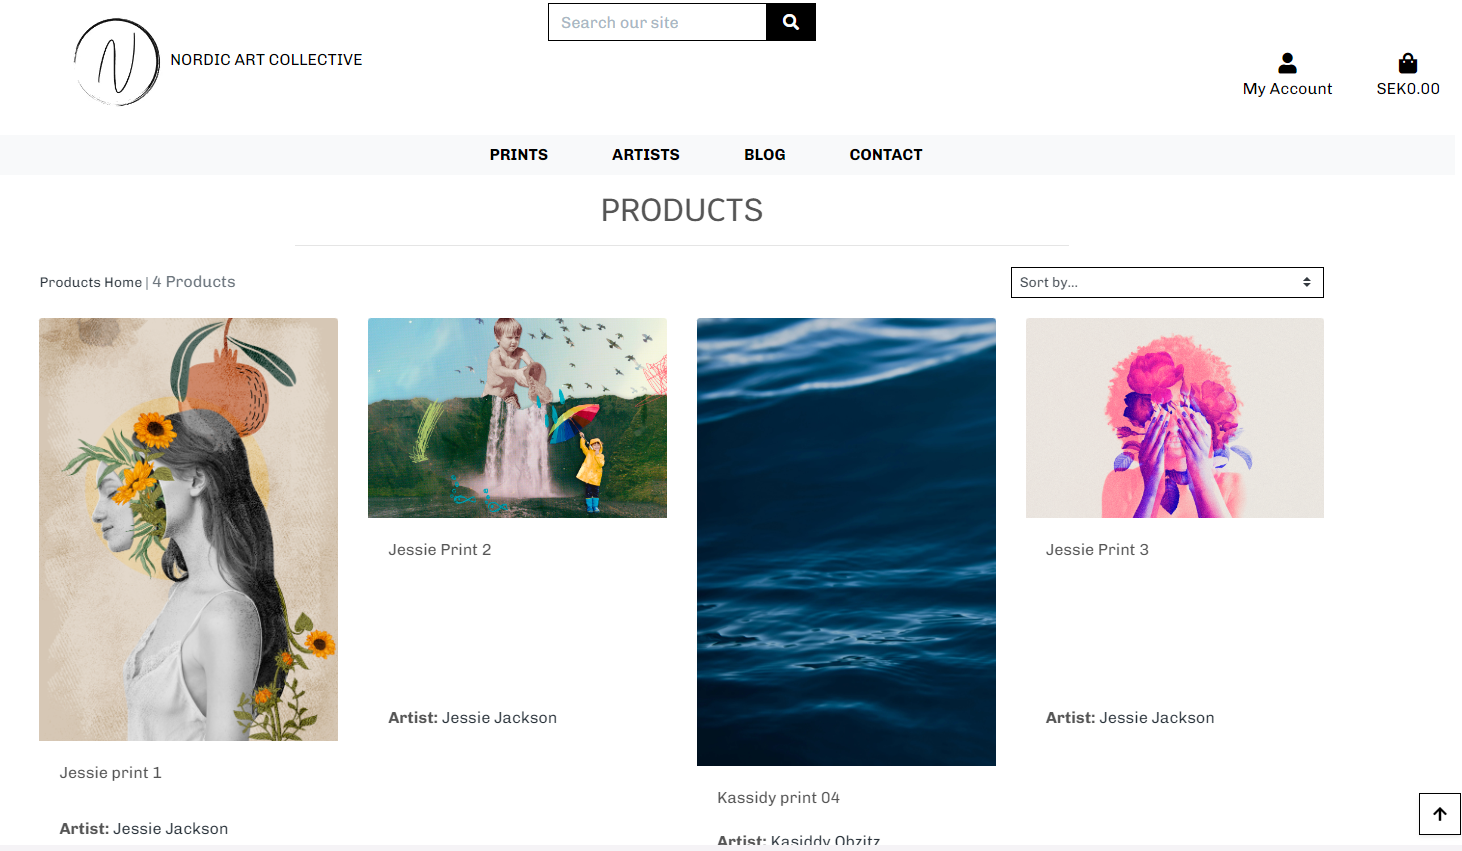 Search our site
NORDIC ART COLLECTIVE
My Account
SEK0.00
PRINTS ARTISTS BLOG CONTACT
PRODUCTS
Products Home | 4 Products
Sort by...
Jessie Print 2
Jessie Print 3
Artist: Jessie Jackson
Artist: Jessie Jackson
Jessie print 1
Kassidy print 04
Artist: Jessie Jackson
Artist: Kasiddy Obzitz